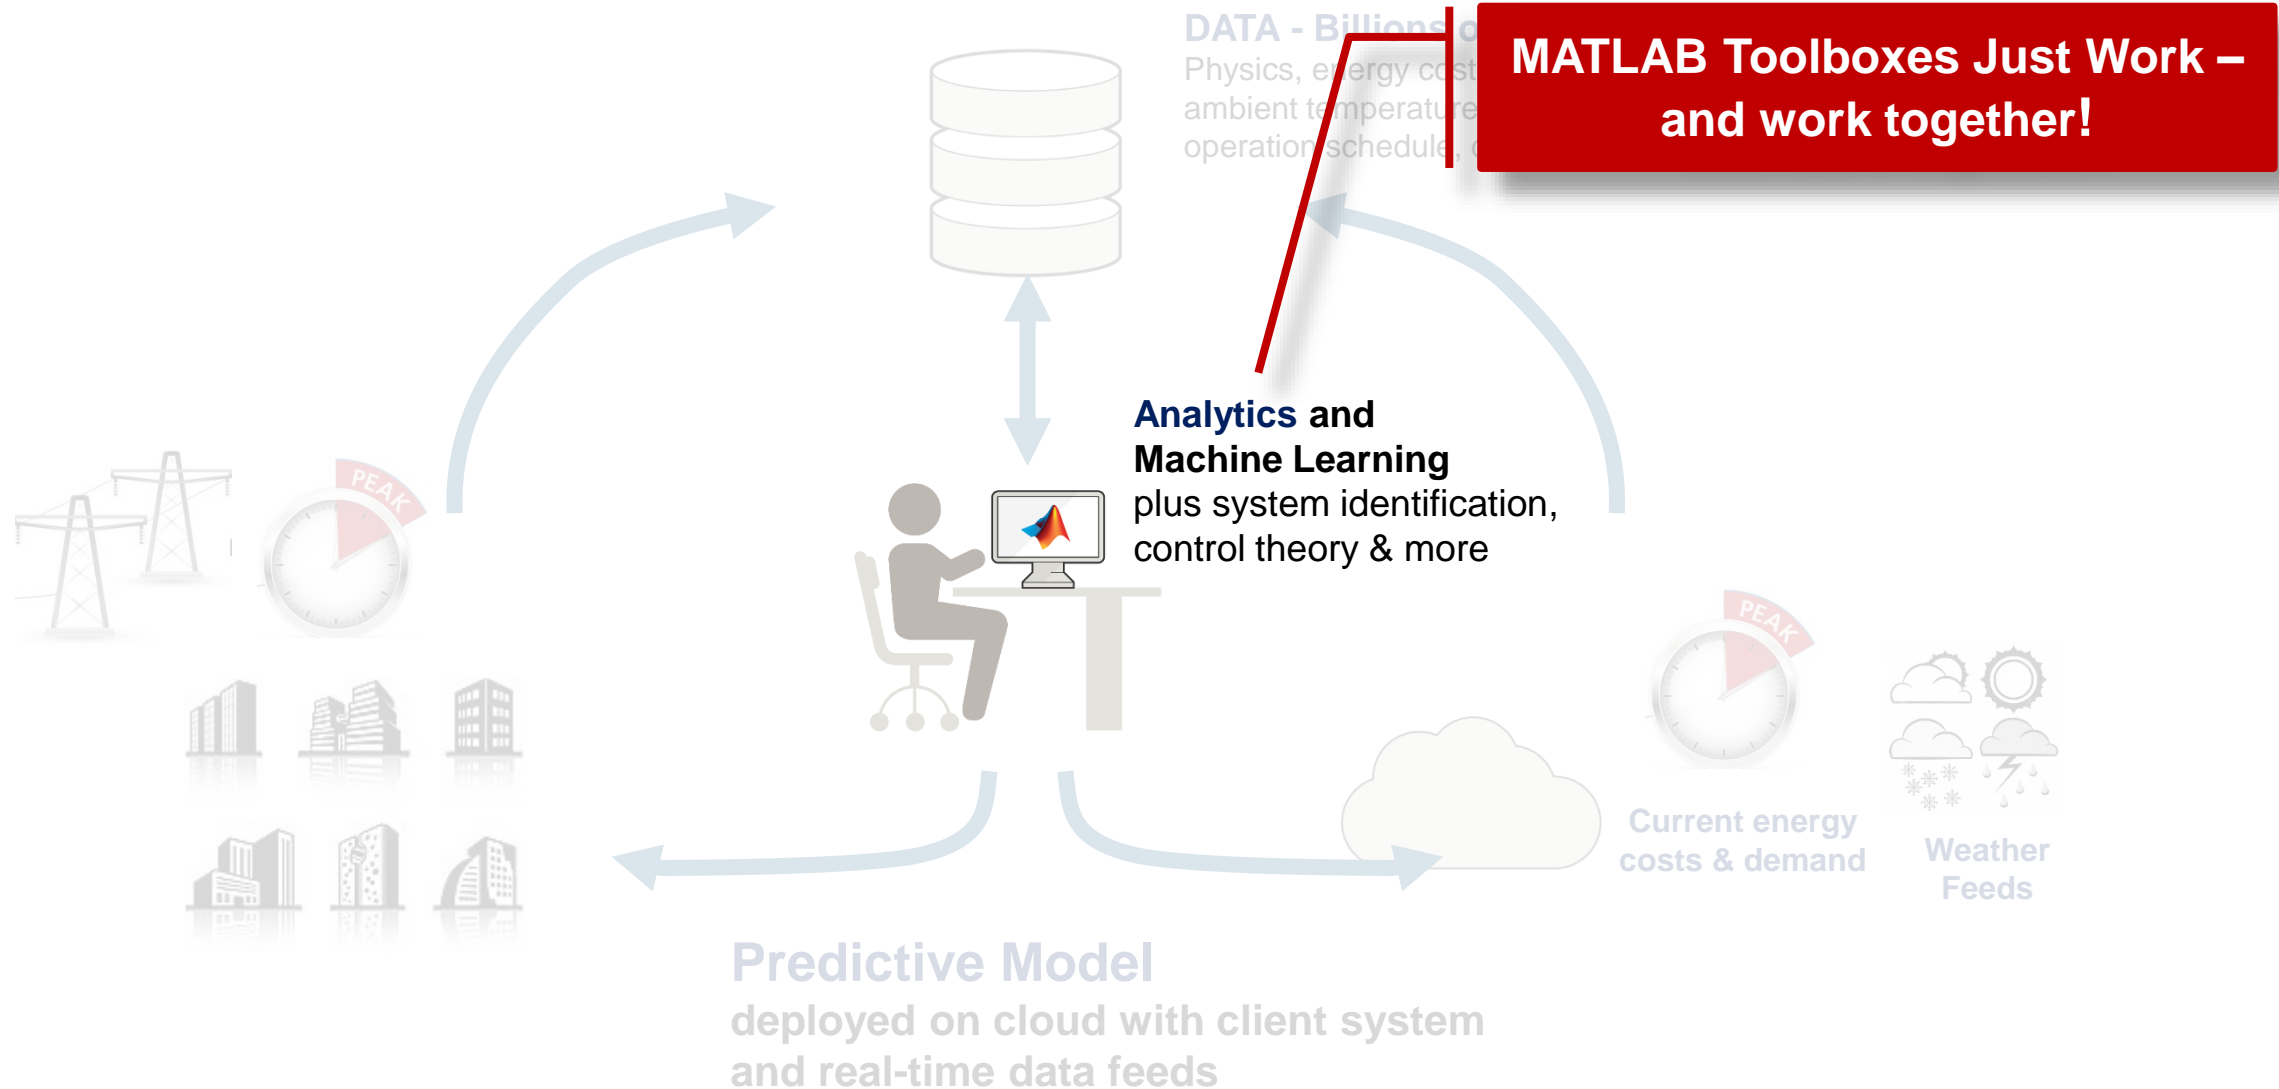 DATA - Billions o
Physics, energy cost
ambient temperature
operation schedule,
MATLAB Toolboxes Just Work –
and work together!
Analytics and
Machine Learning
plus system identification,
control theory & more
PEAK
PEAK
Current energy
costs & demand
Weather
Feeds
Predictive Model
deployed on cloud with client system
and real-time data feeds